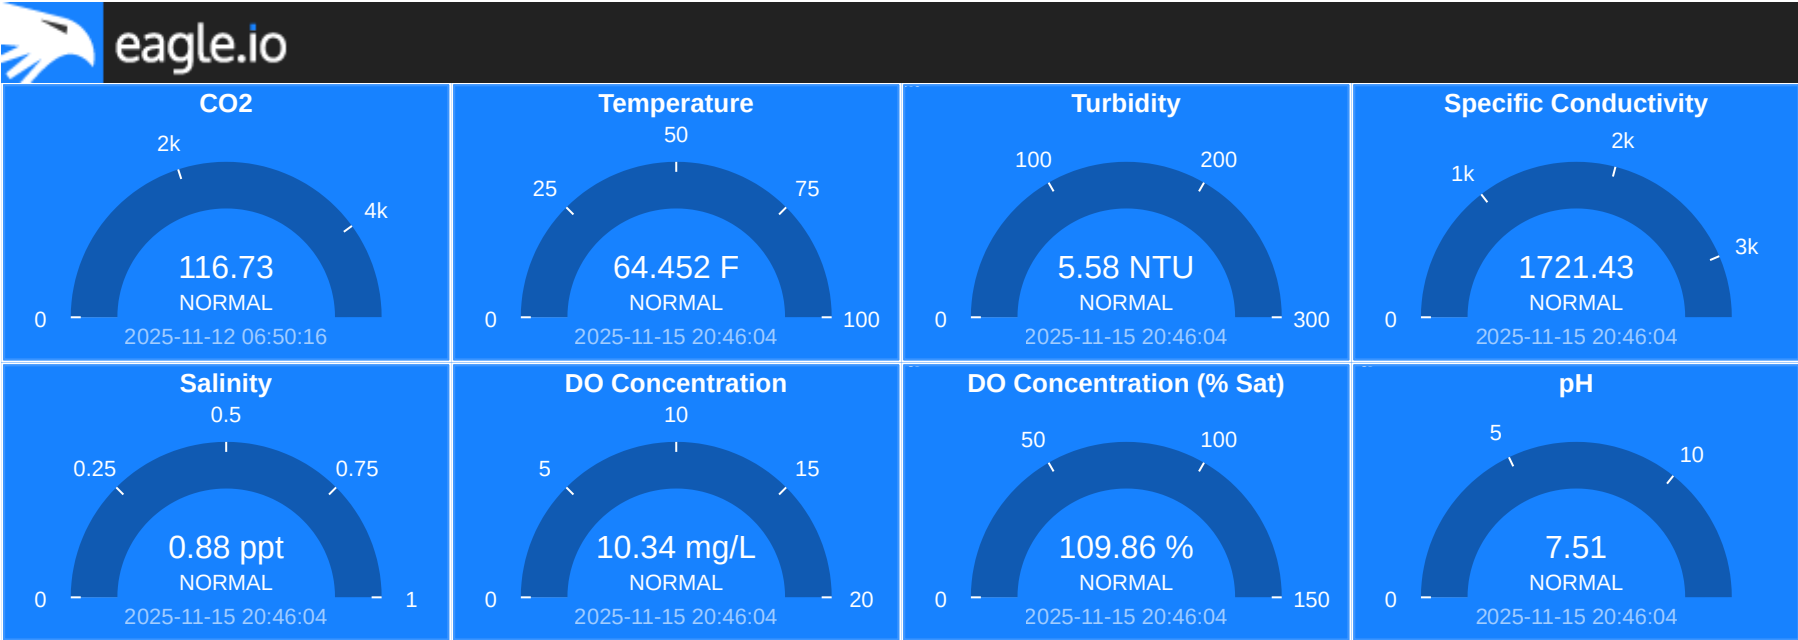 eagle.io
CO2
2k
4k
0
116.73
NORMAL
2025-11-12 06:50:16
Temperature
50
25
75
0
100
64.452 F
NORMAL
2025-11-15 20:46:04
Turbidity
100
200
0
300
5.58 NTU
NORMAL
2025-11-15 20:46:04
Specific Conductivity
2k
1k
3k
0
1721.43
NORMAL
2025-11-15 20:46:04
Salinity
0.5
0.25
0.75
0
1
0.88 ppt
NORMAL
2025-11-15 20:46:04
DO Concentration
10
5
15
0
20
10.34 mg/L
NORMAL
2025-11-15 20:46:04
DO Concentration (% Sat)
50
100
0
150
109.86 %
NORMAL
2025-11-15 20:46:04
pH
5
10
0
7.51
NORMAL
2025-11-15 20:46:04